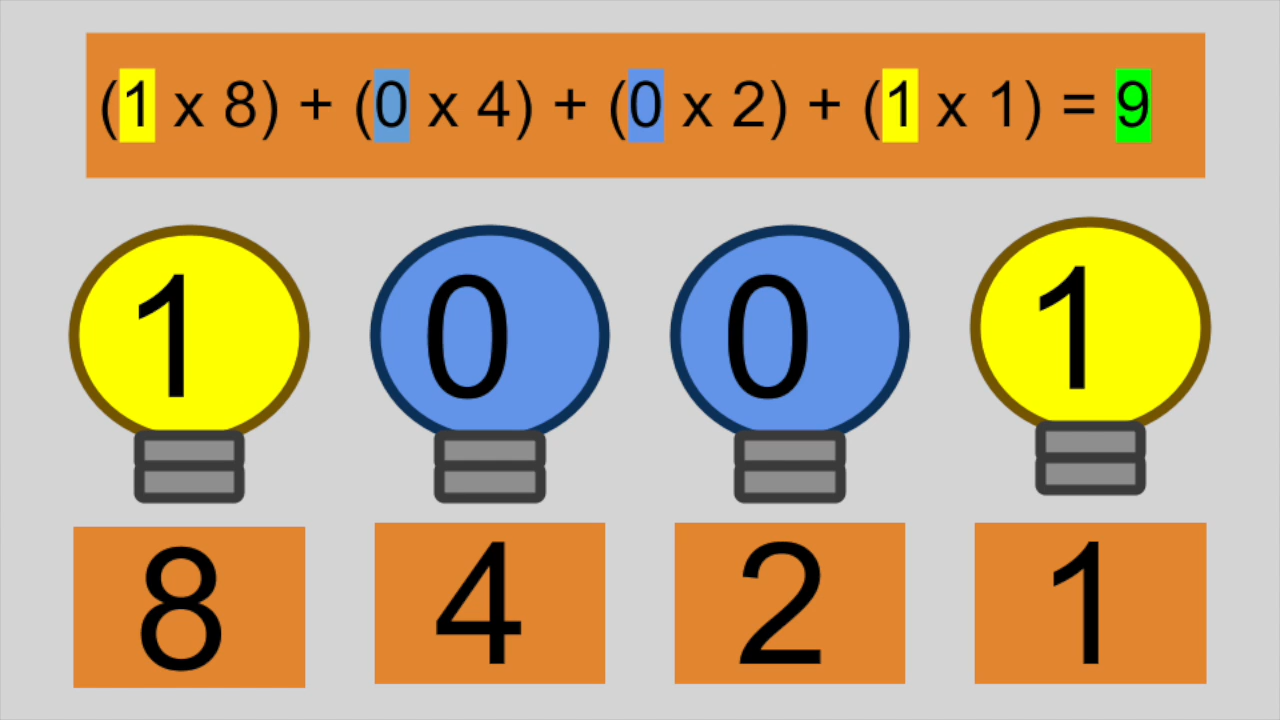 (1 x 8) + (0 x 4) + (0 x 2) + (1 x 1) = 9
1 0 0 1
8 4 2 1